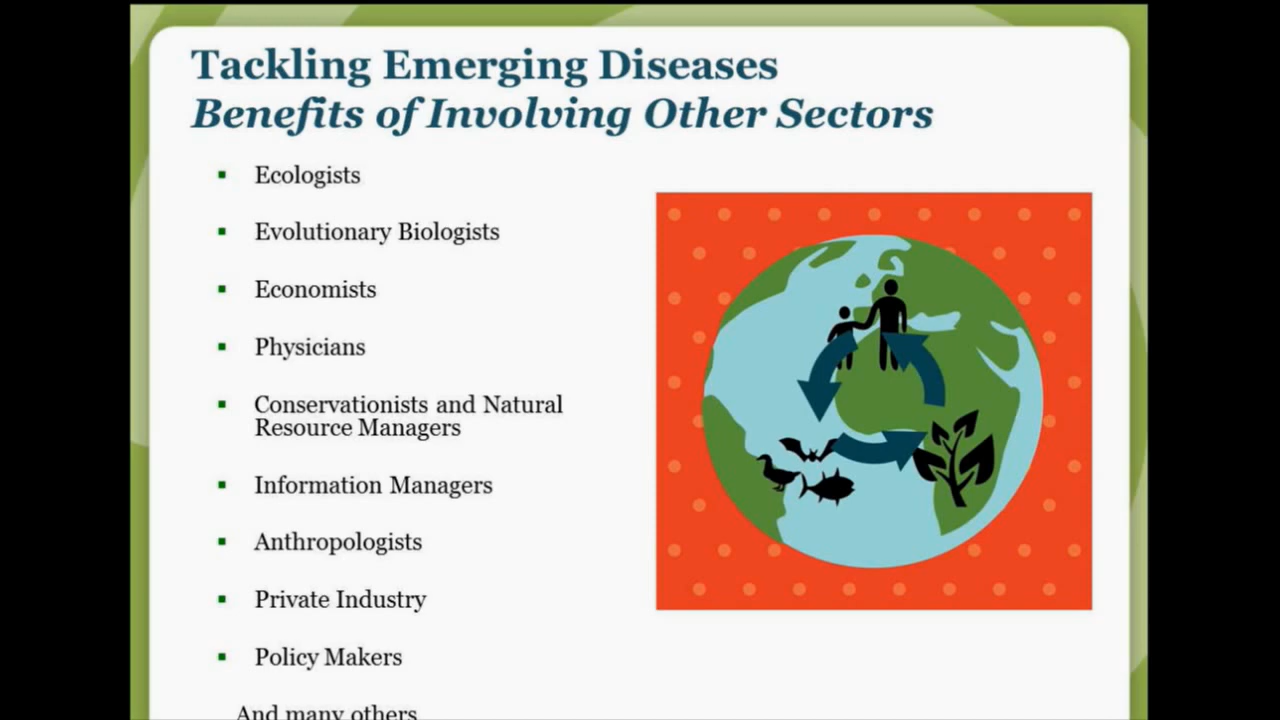 Tackling Emerging Diseases
Benefits of Involving Other Sectors
Ecologists
Evolutionary Biologists
Economists
Physicians
Conservationists and Natural
Resource Managers
Information Managers
Anthropologists
Private Industry
Policy Makers
And many others